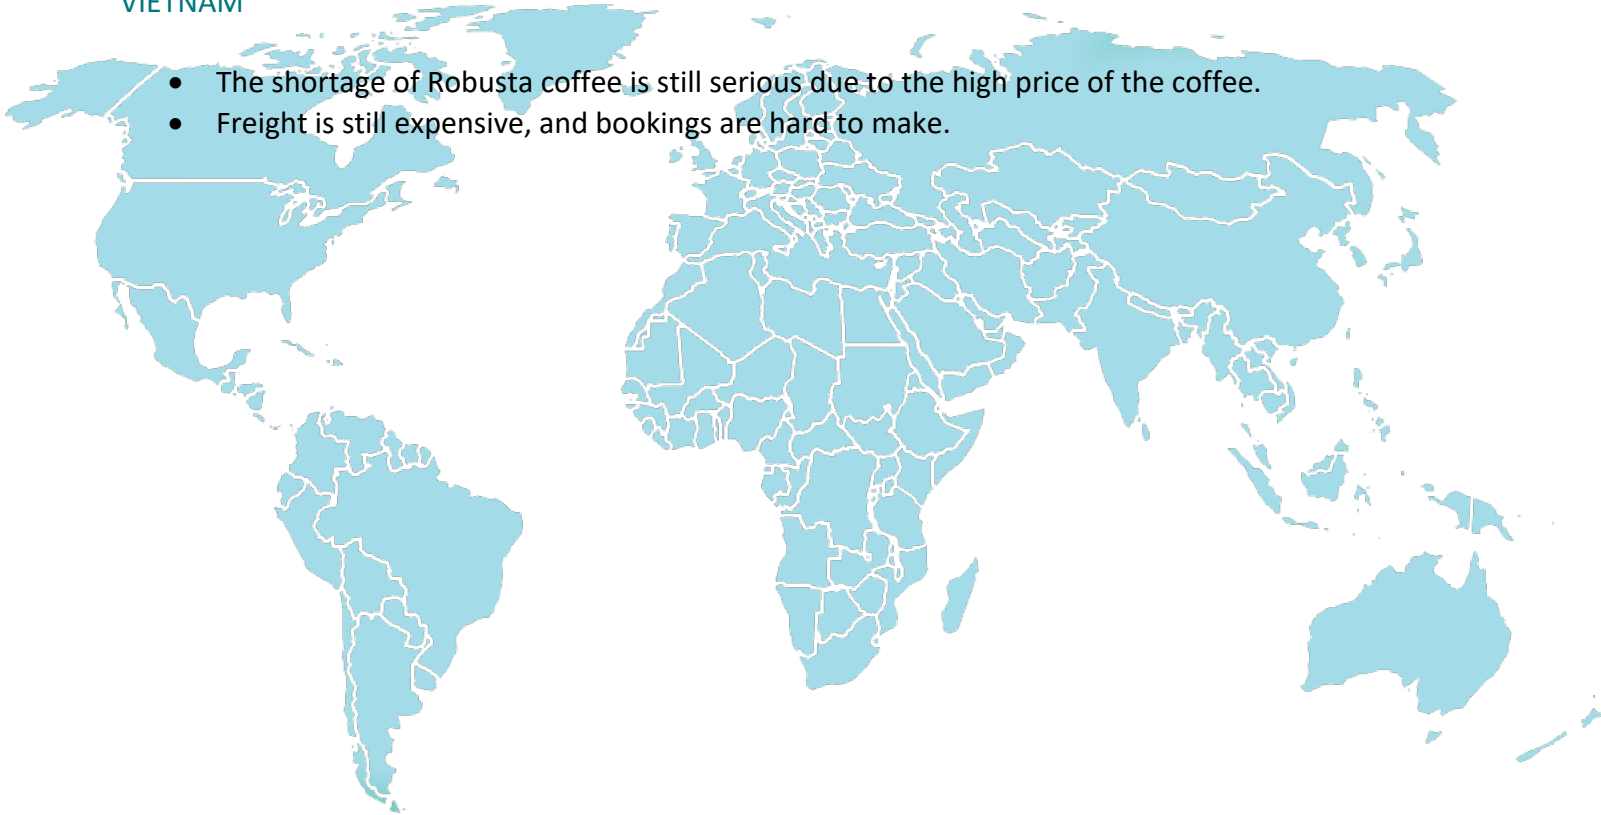 VIETNAM
• The shortage of Robusta coffee is still serious due to the high price of the coffee.
• Freight is still expensive, and bookings are hard to make.